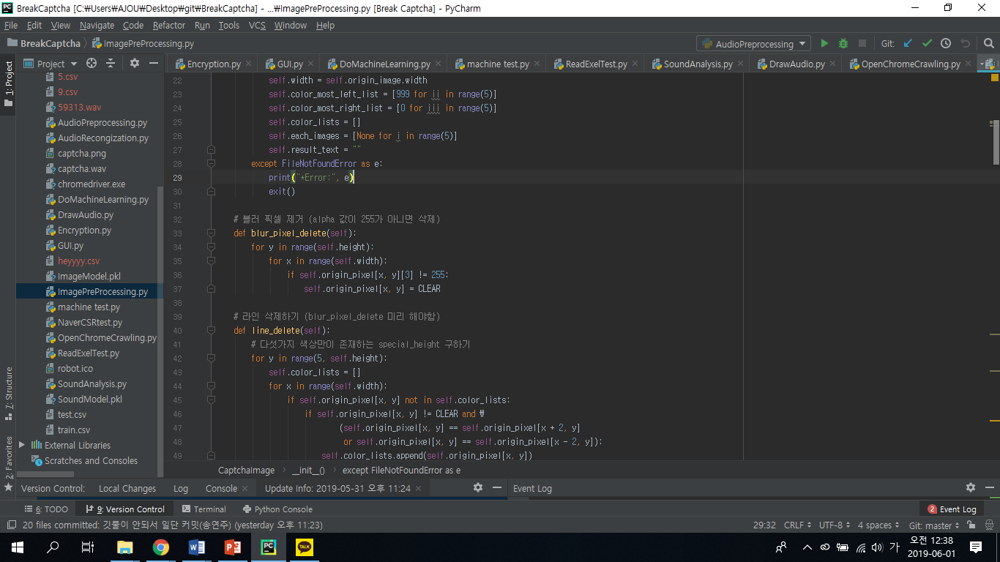 BreakCaptcha [C:₩Users₩AJOU₩Desktop₩git₩BreakCaptcha] - ...₩ImagePreProcessing.py [Break Captcha] - PyCharm
File Edit View Navigate Code Refactor Run Tools VCS Window Help
BreakCaptcha ImagePreProcessing.py AudioPreprocessing Git:
1: Project
Project
Encryption.py GUI.py DoMachineLearning.py machine test.py ReadExelTest.py SoundAnalysis.py DrawAudio.py OpenChromeCrawling.py
5.csv
9.csv
59313.wav
AudioPreprocessing.py
AudioRecongization.py
captcha.png
captcha.wav
chromedriver.exe
DoMachineLearning.py
DrawAudio.py
Encryption.py
GUI.py
heyyyy.csv
ImageModel.pkl
ImagePreProcessing.py
machine test.py
NaverCSRtest.py
OpenChromeCrawling.py
ReadExelTest.py
robot.ico
SoundAnalysis.py
SoundModel.pkl
test.csv
train.csv
External Libraries
Scratches and Consoles
7: Structure
2: Favorites
22 self.width = self.origin_image.width
23 self.color_most_left_list = [999 for ii in range(5)]
24 self.color_most_right_list = [0 for iii in range(5)]
25 self.color_lists = []
26 self.each_images = [None for i in range(5)]
27 self.result_text = ""
28 except FileNotFoundError as e:
29 print("*Error:", e)
30 exit()
31
32 # 블러 픽셀 제거 (alpha 값이 255가 아니면 삭제)
33 def blur_pixel_delete(self):
34 for y in range(self.height):
35 for x in range(self.width):
36 if self.origin_pixel[x, y][3] != 255:
37 self.origin_pixel[x, y] = CLEAR
38
39 # 라인 삭제하기 (blur_pixel_delete 미리 해야함)
40 def line_delete(self):
41 # 다섯가지 색상만이 존재하는 special_height 구하기
42 for y in range(5, self.height):
43 self.color_lists = []
44 for x in range(self.width):
45 if self.origin_pixel[x, y] not in self.color_lists:
46 if self.origin_pixel[x, y] != CLEAR and ₩
47 (self.origin_pixel[x, y] == self.origin_pixel[x + 2, y]
48 or self.origin_pixel[x, y] == self.origin_pixel[x - 2, y]):
49 self.color_lists.append(self.origin_pixel[x, y])
CaptchaImage __init__() except FileNotFoundError as e
Version Control: Local Changes Log Console Update Info: 2019-05-31 오후 11:24 Event Log
6: TODO 9: Version Control Terminal Python Console 2 Event Log
20 files committed: 깃풀이 안되서 일단 커밋(송연주) (yesterday 오후 11:23) 29:32 CRLF UTF-8 4 spaces Git: master
가 오전 12:38
2019-06-01